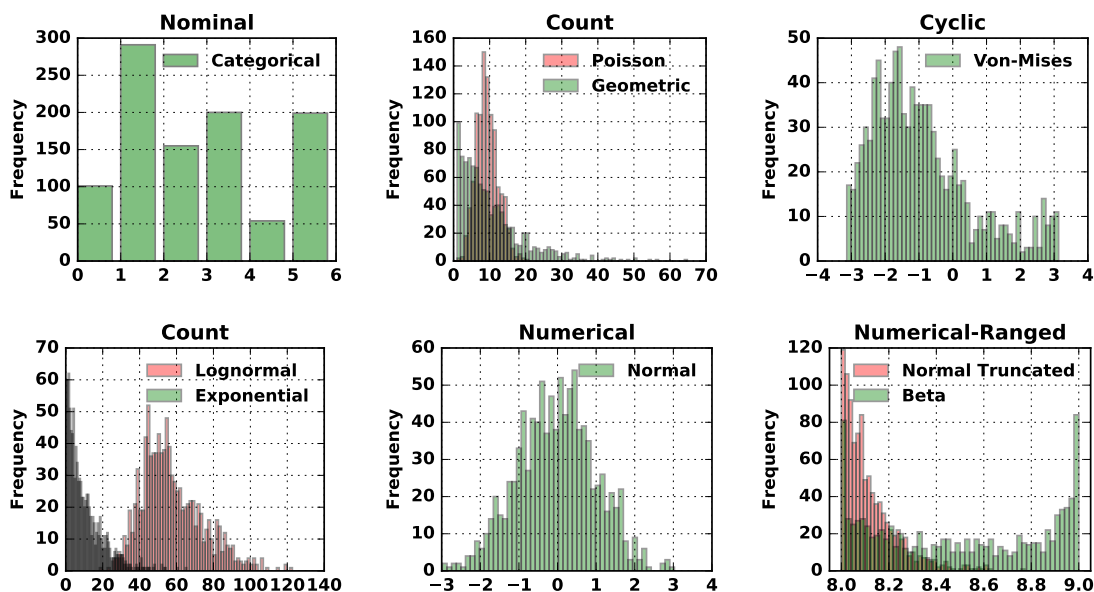 Nominal
Frequency
300
250
200
150
100
50
0
0 1 2 3 4 5 6
Categorical
Count
Frequency
160
140
120
100
80
60
40
20
0
0 10 20 30 40 50 60 70
Poisson
Geometric
Cyclic
Frequency
50
40
30
20
10
0
−4 −3 −2 −1 0 1 2 3 4
Von-Mises
Count
Frequency
70
60
50
40
30
20
10
0
0 20 40 60 80 100 120 140
Lognormal
Exponential
Numerical
Frequency
60
50
40
30
20
10
0
−3 −2 −1 0 1 2 3 4
Normal
Numerical-Ranged
Frequency
120
100
80
60
40
20
0
8.0 8.2 8.4 8.6 8.8 9.0
Normal Truncated
Beta